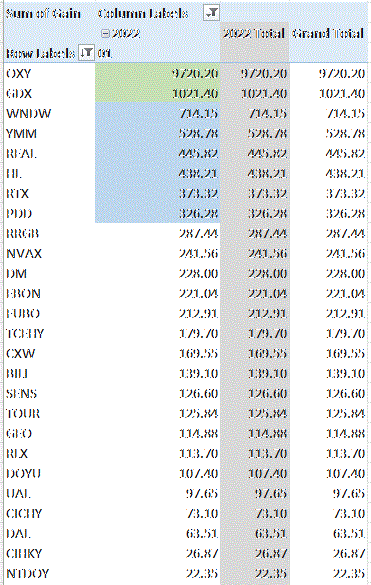 Sum of Gain Column Labels
2022 2022 Total Grand Total
Row Labels 01
OXY 9720.20 9720.20 9720.20
GDX 1021.40 1021.40 1021.40
WNDW 714.15 714.15 714.15
YMM 528.78 528.78 528.78
REAL 445.82 445.82 445.82
HL 438.21 438.21 438.21
RTX 373.32 373.32 373.32
PDD 326.28 326.28 326.28
RRGB 287.44 287.44 287.44
NVAX 241.56 241.56 241.56
DM 228.00 228.00 228.00
EBON 221.04 221.04 221.04
FUBO 212.91 212.91 212.91
TCEHY 179.70 179.70 179.70
CXW 169.55 169.55 169.55
BILI 139.10 139.10 139.10
SENS 126.60 126.60 126.60
TOUR 125.84 125.84 125.84
GEO 114.88 114.88 114.88
RLX 113.70 113.70 113.70
DOYU 107.40 107.40 107.40
UAL 97.65 97.65 97.65
CICHY 73.10 73.10 73.10
DAL 63.51 63.51 63.51
CIHKY 26.87 26.87 26.87
NTDOY 22.35 22.35 22.35